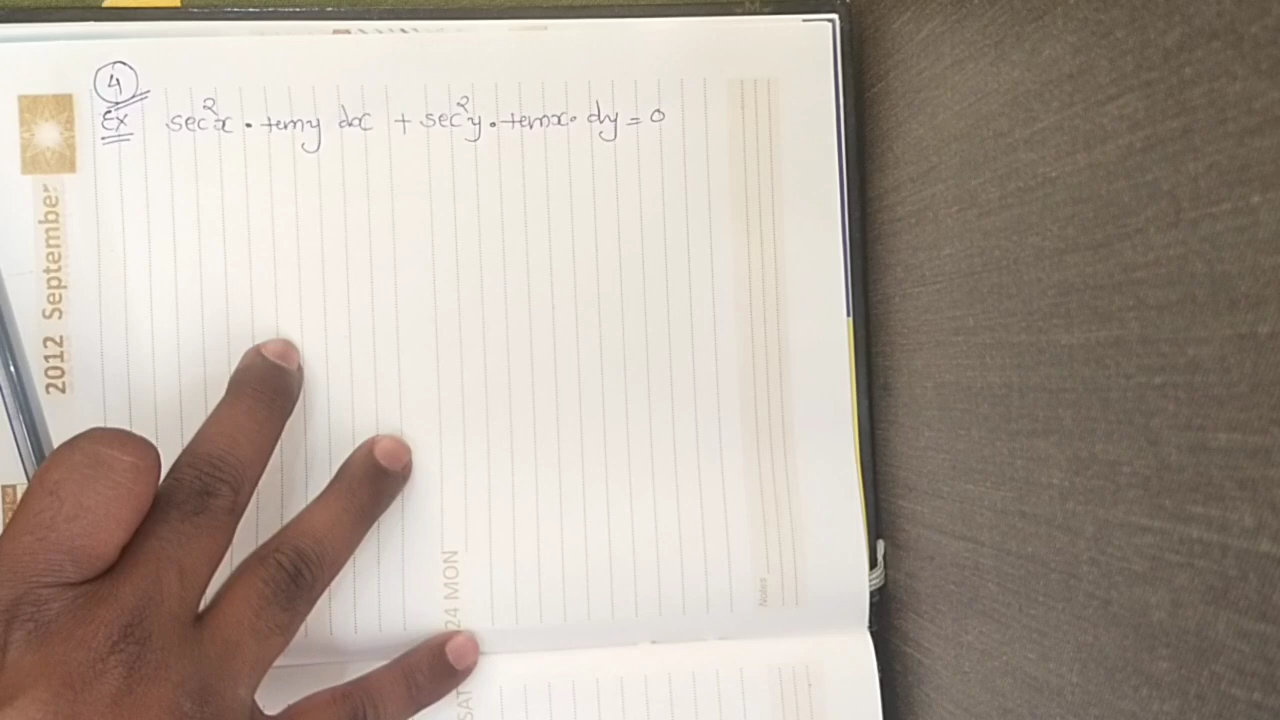 4
Ex sec²x · tany dx + sec²y · tanx · dy = 0
2012 September
24 MON
SAT
Notes